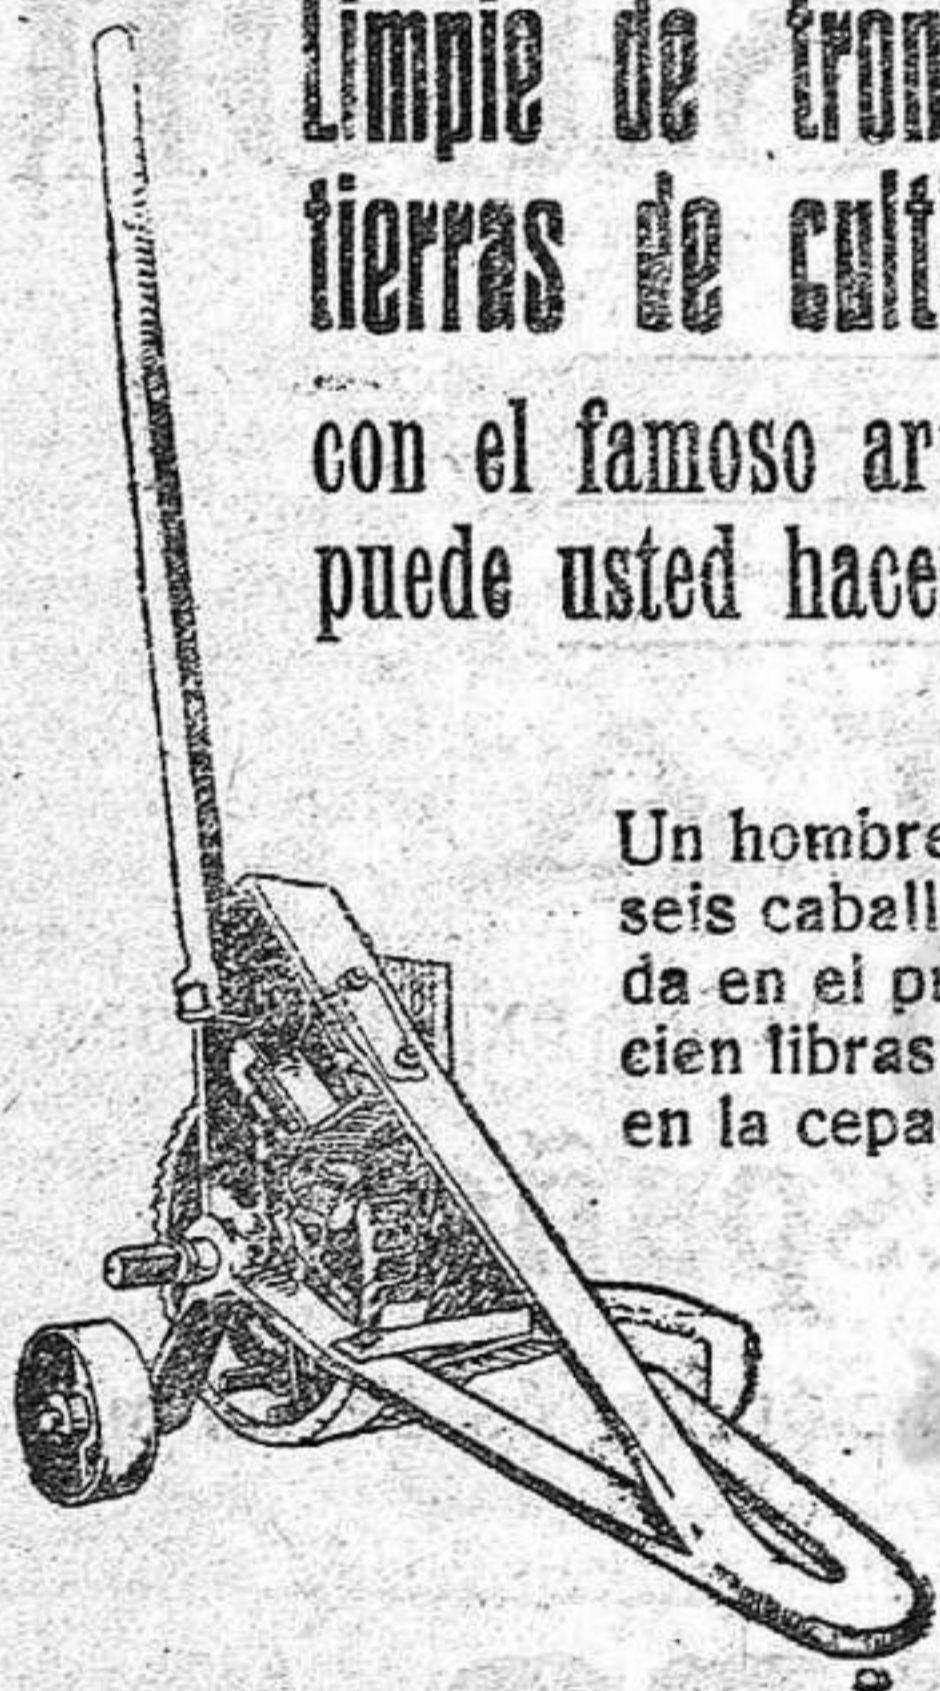 Limpie de tron
tierras de cult
con el famoso ar
puede usted hace
Un hombre
seis caball
da en el pr
cien libras
en la cepa
a